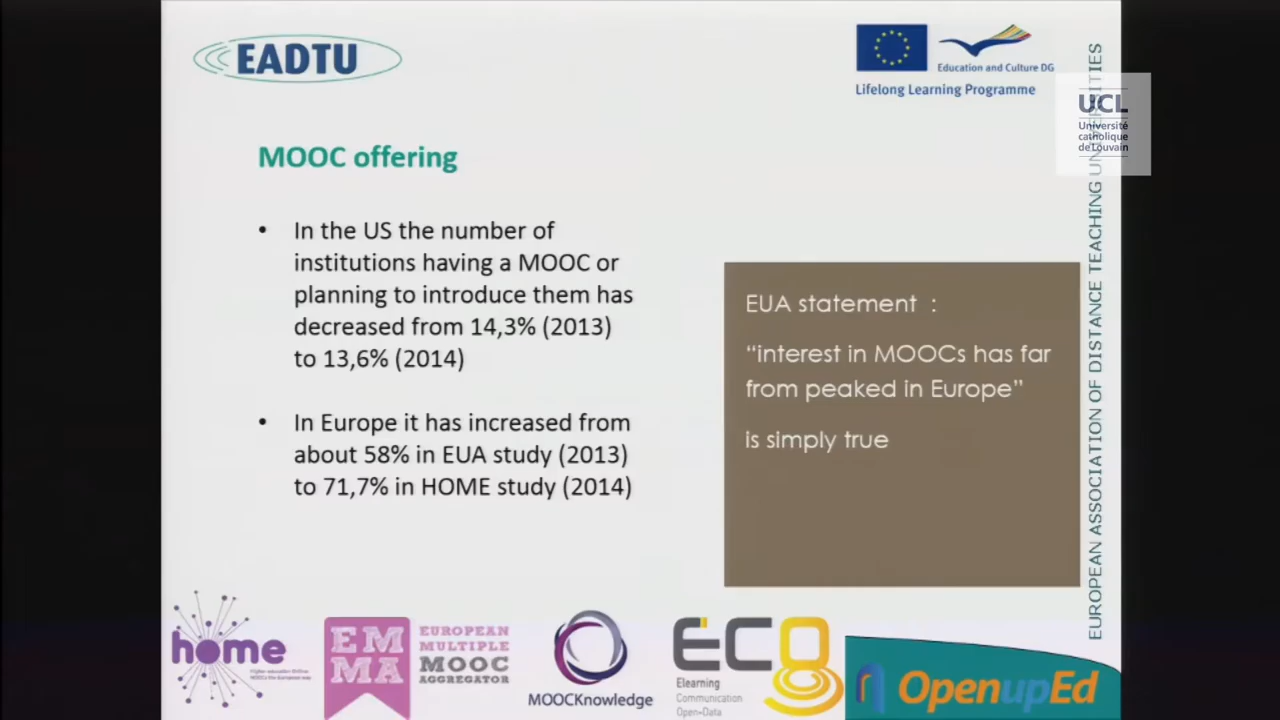 EADTU
Education and Culture DG
Lifelong Learning Programme
UCL
Université
catholique
de Louvain
EUROPEAN ASSOCIATION OF DISTANCE TEACHING UNIVERSITIES
MOOC offering
• In the US the number of
institutions having a MOOC or
planning to introduce them has
decreased from 14,3% (2013)
to 13,6% (2014)
• In Europe it has increased from
about 58% in EUA study (2013)
to 71,7% in HOME study (2014)
EUA statement :
“interest in MOOCs has far
from peaked in Europe”
is simply true
home
EM
MA
EUROPEAN
MULTIPLE
MOOC
AGGREGATOR
MOOCKnowledge
ECO
Elearning
Communication
Open-Data
OpenupEd